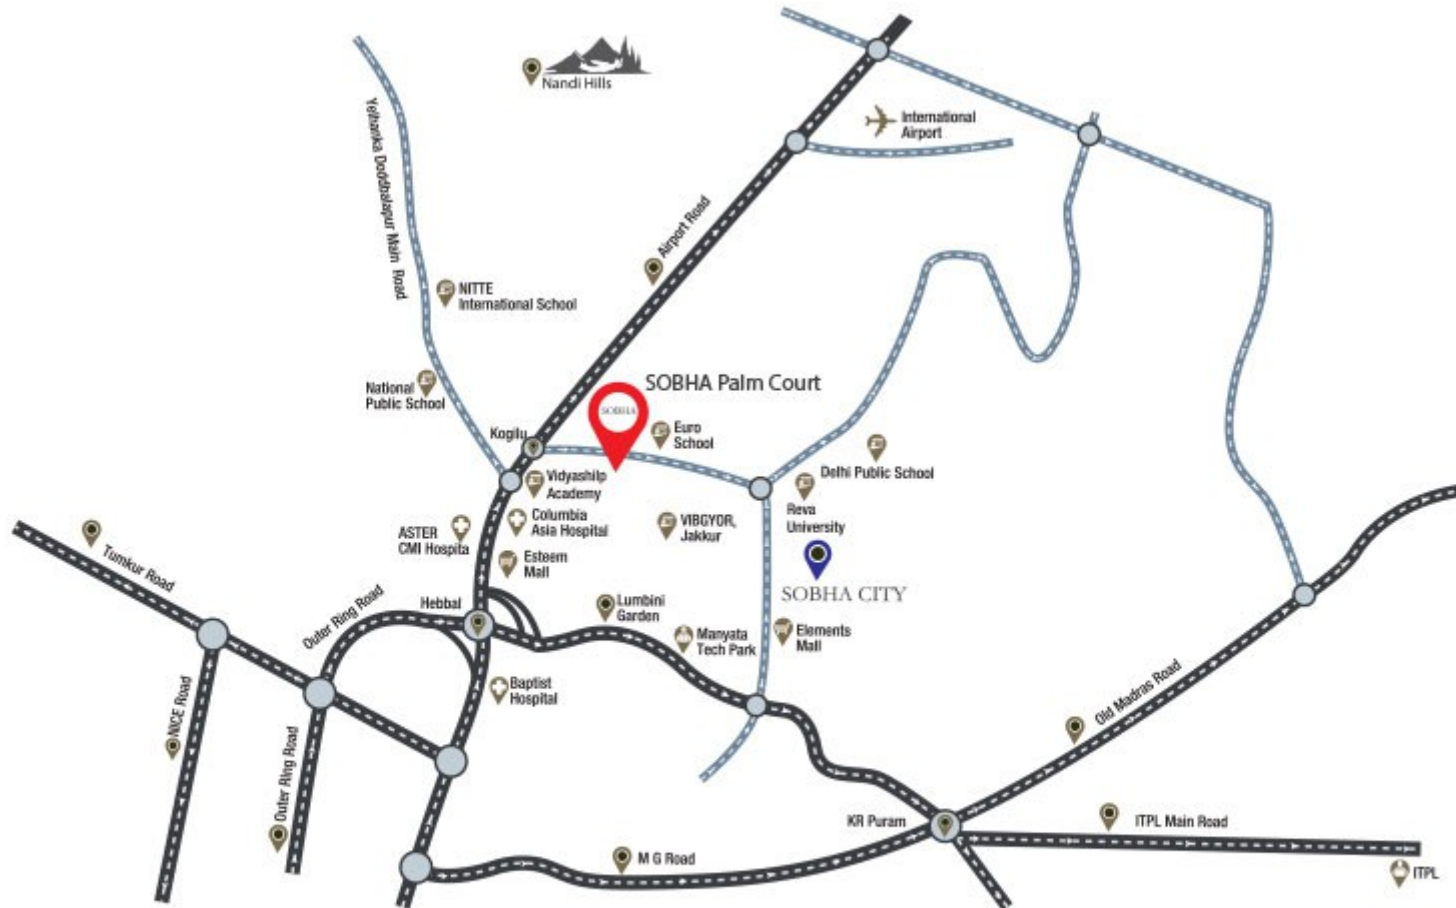 Nandi Hills
International
Airport
Yelhanka Doddbalapur Main Road
Airport Road
NITTE
International School
National
Public School
SOBHA Palm Court
SOBHA
Euro
School
Kogilu
Vidyashilp
Academy
Delhi Public School
Reva
University
ASTER
CMI Hospita
Columbia
Asia Hospital
VIBGYOR,
Jakkur
Esteem
Mall
SOBHA CITY
Tumkur Road
Outer Ring Road
Hebbal
Lumbini
Garden
Manyata
Tech Park
Elements
Mall
NICE Road
Baptist
Hospital
Old Madras Road
Outer Ring Road
KR Puram
ITPL Main Road
M G Road
ITPL